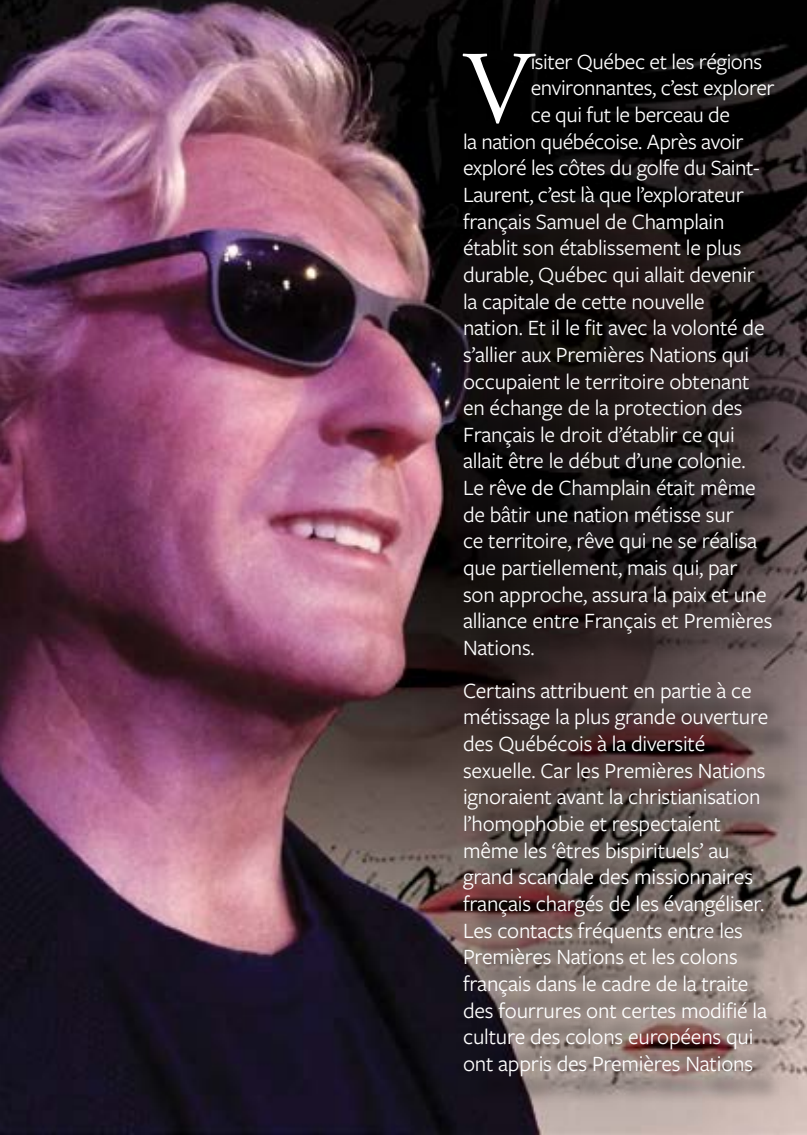 Visiter Québec et les régions
environnantes, c’est explorer
ce qui fut le berceau de
la nation québécoise. Après avoir
exploré les côtes du golfe du Saint-
Laurent, c’est là que l’explorateur
français Samuel de Champlain
établit son établissement le plus
durable, Québec qui allait devenir
la capitale de cette nouvelle
nation. Et il le fit avec la volonté de
s’allier aux Premières Nations qui
occupaient le territoire obtenant
en échange de la protection des
Français le droit d’établir ce qui
allait être le début d’une colonie.
Le rêve de Champlain était même
de bâtir une nation métisse sur
ce territoire, rêve qui ne se réalisa
que partiellement, mais qui, par
son approche, assura la paix et une
alliance entre Français et Premières
Nations.
Certains attribuent en partie à ce
métissage la plus grande ouverture
des Québécois à la diversité
sexuelle. Car les Premières Nations
ignoraient avant la christianisation
l’homophobie et respectaient
même les ‘êtres bispirituels’ au
grand scandale des missionnaires
français chargés de les évangéliser.
Les contacts fréquents entre les
Premières Nations et les colons
français dans le cadre de la traite
des fourrures ont certes modifié la
culture des colons européens qui
ont appris des Premières Nations